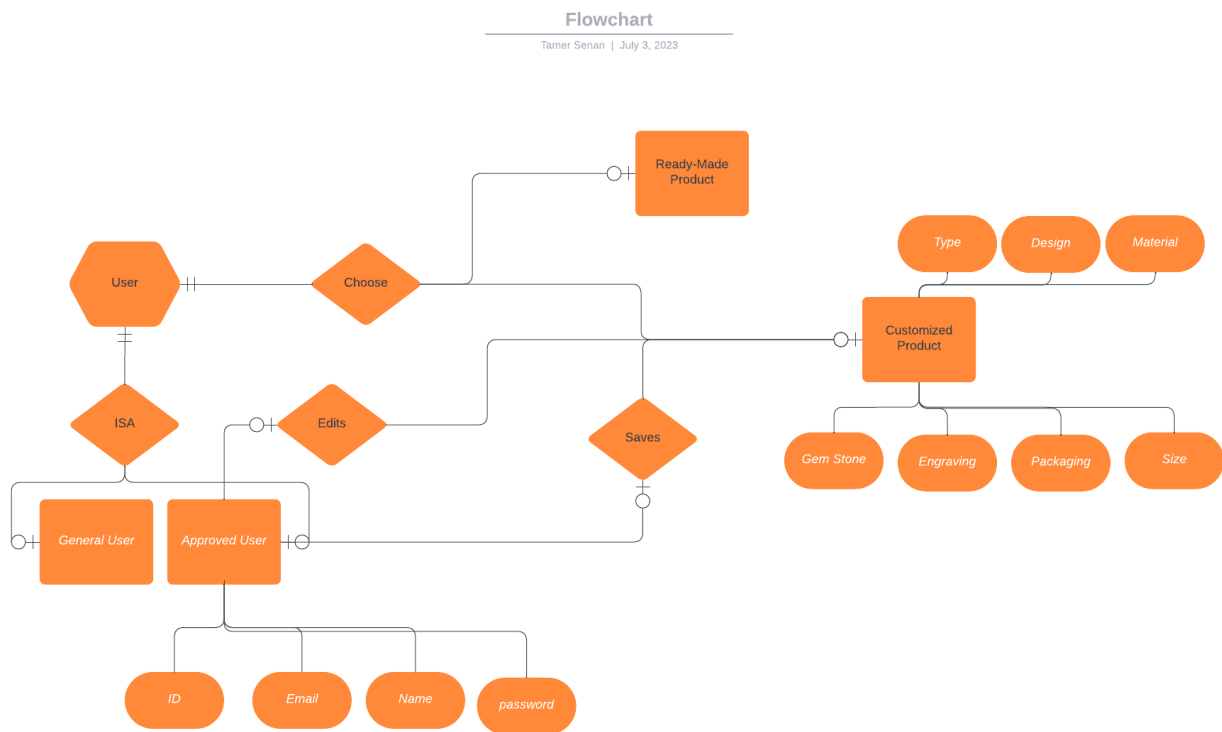 Flowchart
Tamer Senan | July 3, 2023
Ready-Made
Product
Type
Design
Material
User
Choose
Customized
Product
ISA
Edits
Saves
Gem Stone
Engraving
Packaging
Size
General User
Approved User
ID
Email
Name
password